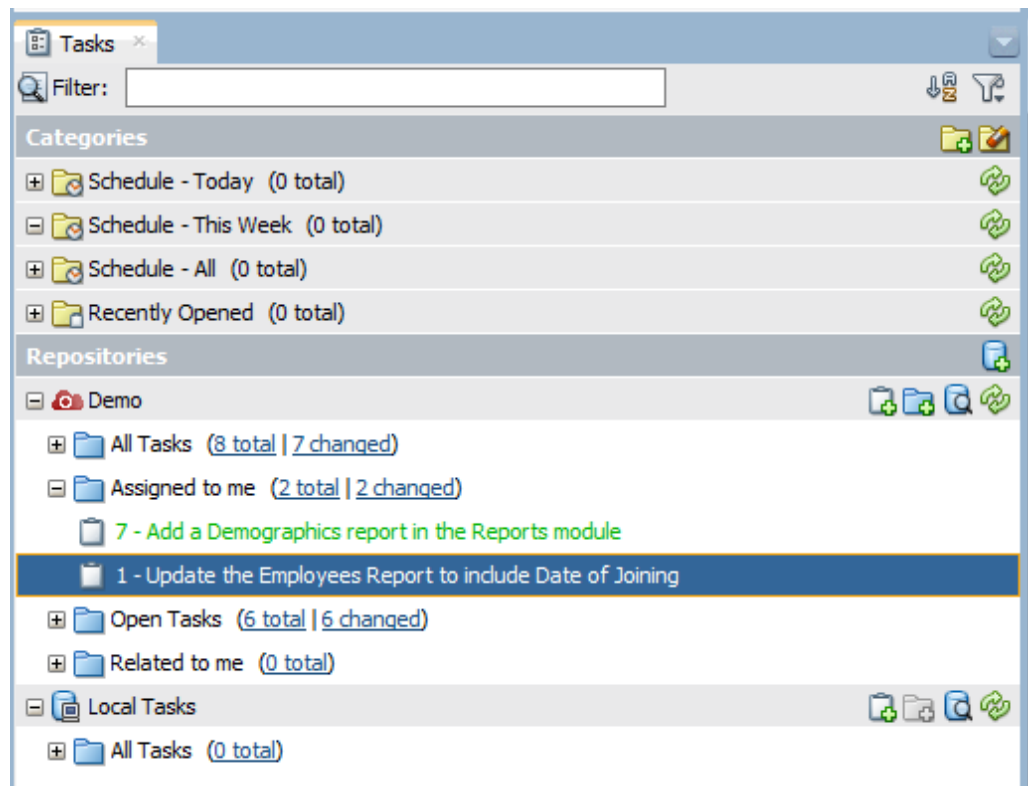 Tasks
Filter:
Categories
Schedule - Today (0 total)
Schedule - This Week (0 total)
Schedule - All (0 total)
Recently Opened (0 total)
Repositories
Demo
All Tasks (8 total | 7 changed)
Assigned to me (2 total | 2 changed)
7 - Add a Demographics report in the Reports module
1 - Update the Employees Report to include Date of Joining
Open Tasks (6 total | 6 changed)
Related to me (0 total)
Local Tasks
All Tasks (0 total)